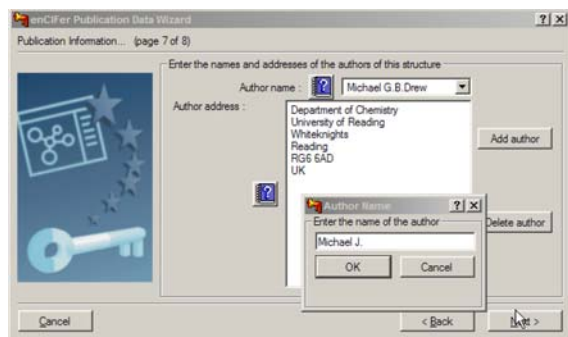 enCIFer Publication Data Wizard
Publication Information... (page 7 of 8)
Enter the names and addresses of the authors of this structure
Author name :
Michael G.B.Drew
Author address :
Department of Chemistry
University of Reading
Whiteknights
Reading
RG6 6AD
UK
Add author
Delete author
Author Name
Enter the name of the author
Michael J.
OK
Cancel
Cancel
< Back
Next >